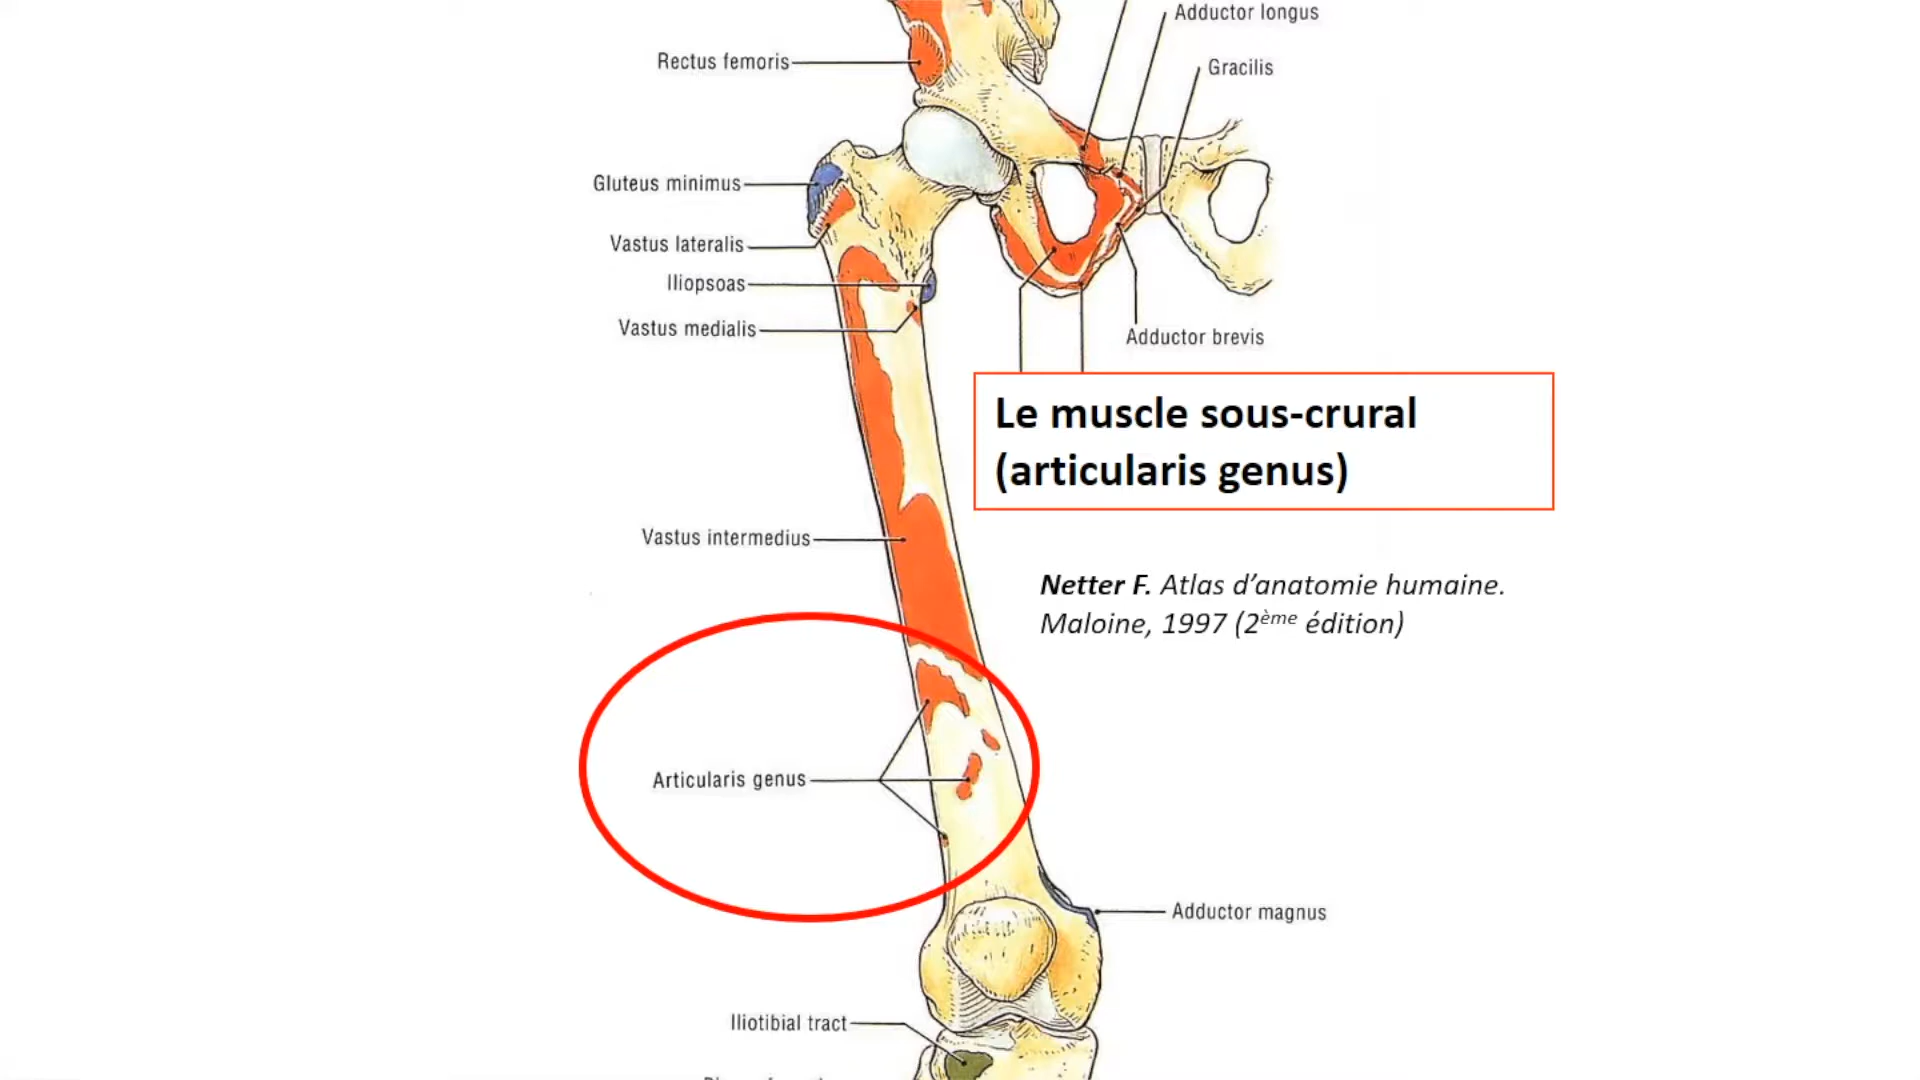 Adductor longus
Rectus femoris
Gracilis
Gluteus minimus
Vastus lateralis
Iliopsoas
Vastus medialis
Adductor brevis
Le muscle sous-crural
(articularis genus)
Vastus intermedius
Netter F. Atlas d’anatomie humaine.
Maloine, 1997 (2ème édition)
Articularis genus
Adductor magnus
Iliotibial tract